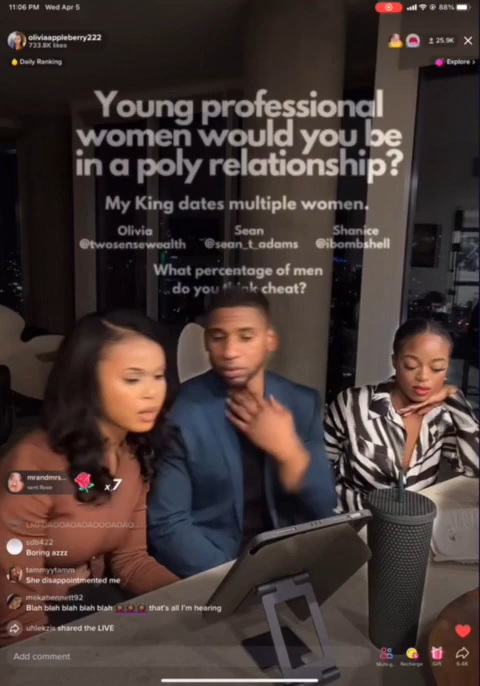 11:06 PM Wed Apr 5
88%
oliviaappleberry222
733.8K likes
25.9K
Daily Ranking
Explore >
Young professional
women would you be
in a poly relationship?
My King dates multiple women.
Olivia Sean Shanice
@twosensewealth @sean_t_adams @ibombshell
What percentage of men
do you think cheat?
mrandmrs...
sent Rose
x7
sdb422
Boring azzz
tammyytamm
She disappointmented me
mekabennett92
Blah blah blah blah blah that's all I'm hearing
uhlekzis shared the LIVE
Add comment
Multi-g..
Recharge
Gift
6.4K